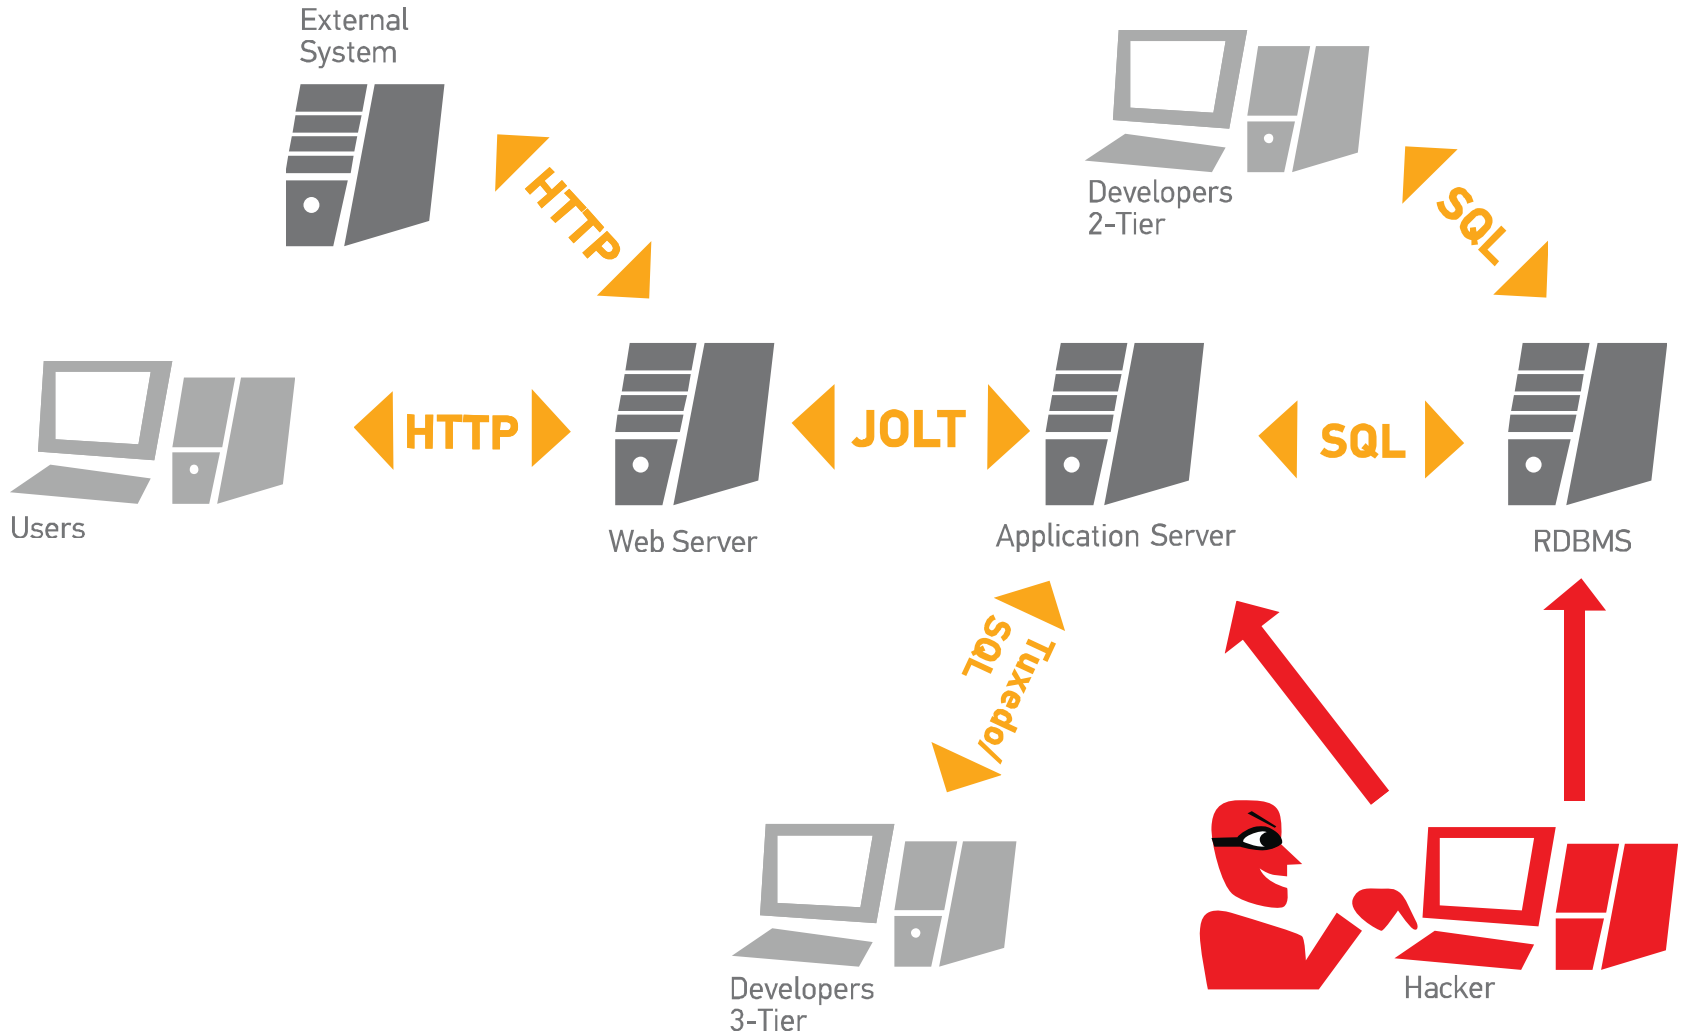 External
System
Developers
2-Tier
HTTP
SQL
Users
HTTP
Web Server
JOLT
Application Server
SQL
RDBMS
Tuxedo/
SQL
Developers
3-Tier
Hacker